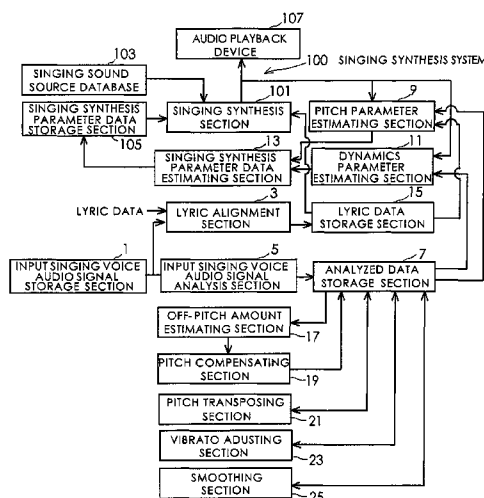 107
AUDIO PLAYBACK
DEVICE
100
SINGING SYNTHESIS SYSTEM
103
SINGING SOUND
SOURCE DATABASE
101
SINGING SYNTHESIS
SECTION
9
PITCH PARAMETER
ESTIMATING SECTION
SINGING SYNTHESIS
PARAMETER DATA
STORAGE SECTION
105
13
SINGING SYNTHESIS
PARAMETER DATA
ESTIMATING SECTION
11
DYNAMICS
PARAMETER
ESTIMATING SECTION
3
LYRIC DATA
LYRIC ALIGNMENT
SECTION
15
LYRIC DATA
STORAGE SECTION
1
INPUT SINGING VOICE
AUDIO SIGNAL
STORAGE SECTION
5
INPUT SINGING VOICE
AUDIO SIGNAL
ANALYSIS SECTION
7
ANALYZED DATA
STORAGE SECTION
OFF-PITCH AMOUNT
ESTIMATING SECTION
17
PITCH COMPENSATING
SECTION
19
PITCH TRANSPOSING
SECTION
21
VIBRATO ADUSTING
SECTION
23
SMOOTHING
SECTION
25